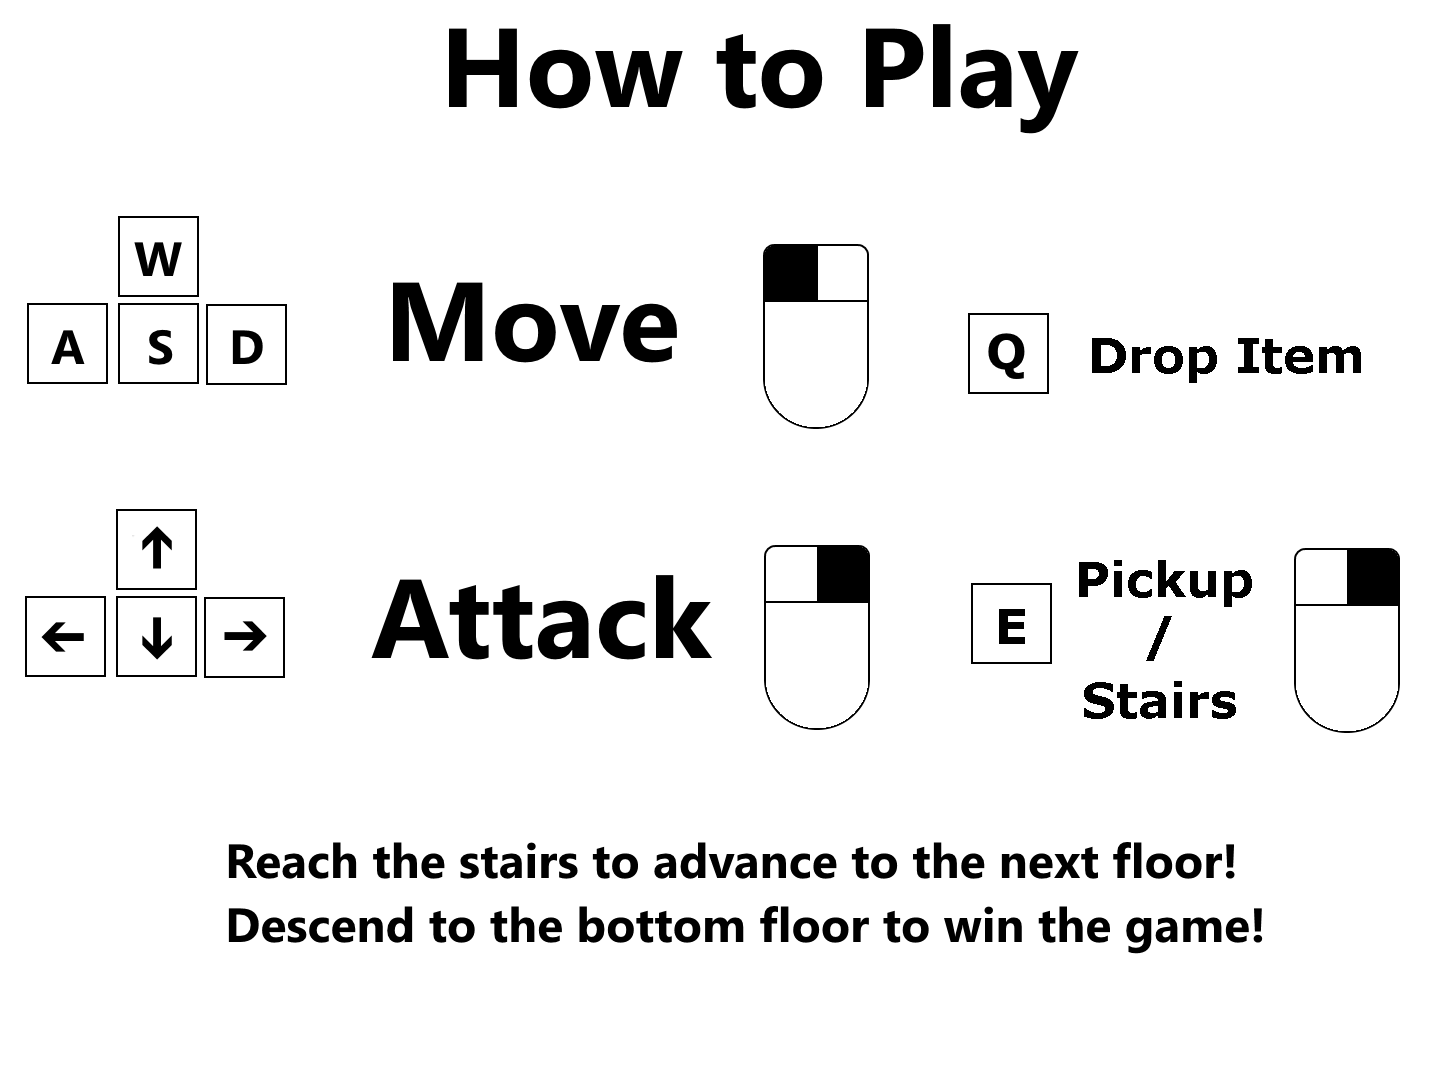 How to Play
W
A S D
Move
Q
Drop Item
↑
← ↓ →
Attack
E
Pickup
/
Stairs
Reach the stairs to advance to the next floor!
Descend to the bottom floor to win the game!